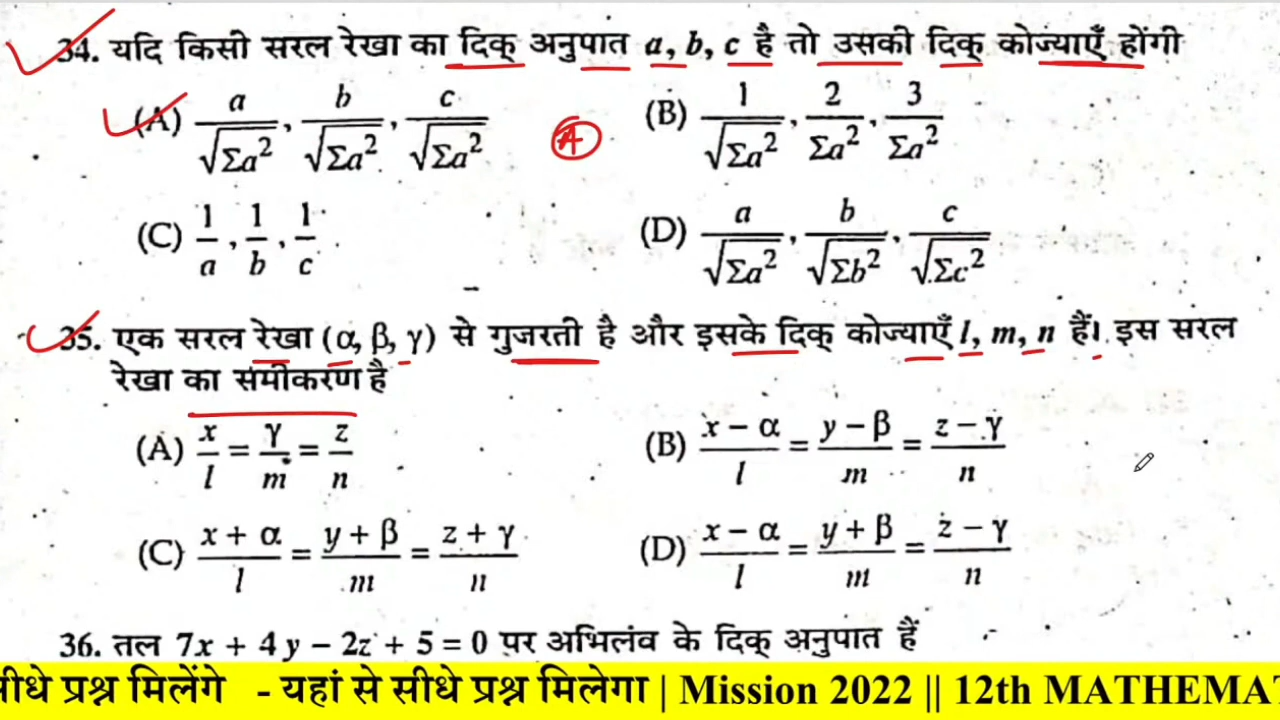 34. यदि किसी सरल रेखा का दिक् अनुपात a, b, c है तो उसकी दिक् कोज्याएँ होंगी
(A) a/√Σa², b/√Σa², c/√Σa² (B) 1/√Σa², 2/Σa², 3/Σa²
A
(C) 1/a, 1/b, 1/c (D) a/√Σa², b/√Σb², c/√Σc²
35. एक सरल रेखा (α, β, γ) से गुजरती है और इसके दिक् कोज्याएँ l, m, n हैं। इस सरल
रेखा का समीकरण है
(A) x/l = γ/m = z/n (B) x − α/l = y − β/m = z − γ/n
(C) x + α/l = y + β/m = z + γ/n (D) x − α/l = y + β/m = z − γ/n
36. तल 7x + 4y − 2z + 5 = 0 पर अभिलंव के दिक् अनुपात हैं
सीधे प्रश्न मिलेंगे - यहां से सीधे प्रश्न मिलेगा | Mission 2022 || 12th MATHEMAT